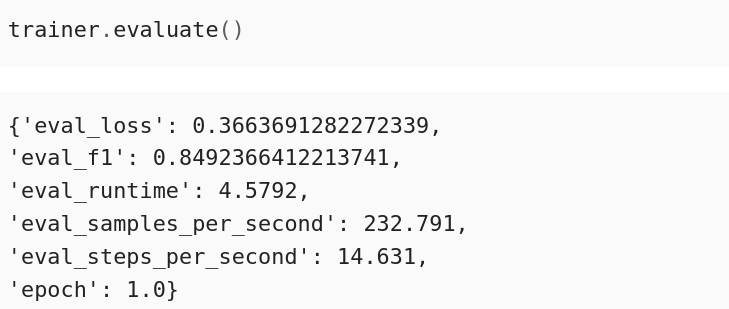 trainer.evaluate()
{'eval_loss': 0.3663691282272339,
'eval_f1': 0.8492366412213741,
'eval_runtime': 4.5792,
'eval_samples_per_second': 232.791,
'eval_steps_per_second': 14.631,
'epoch': 1.0}